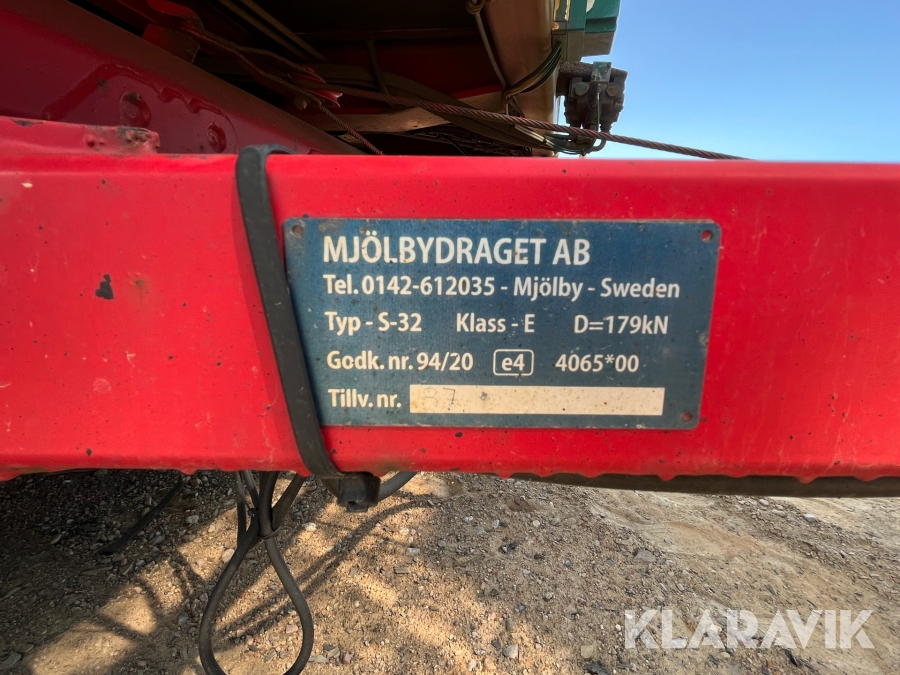 MJÖLBYDRAGET AB
Tel. 0142-612035 - Mjölby - Sweden
Typ - S-32 Klass - E D=179kN
Godk. nr. 94/20 e4 4065*00
Tillv. nr.
KLARAVIK